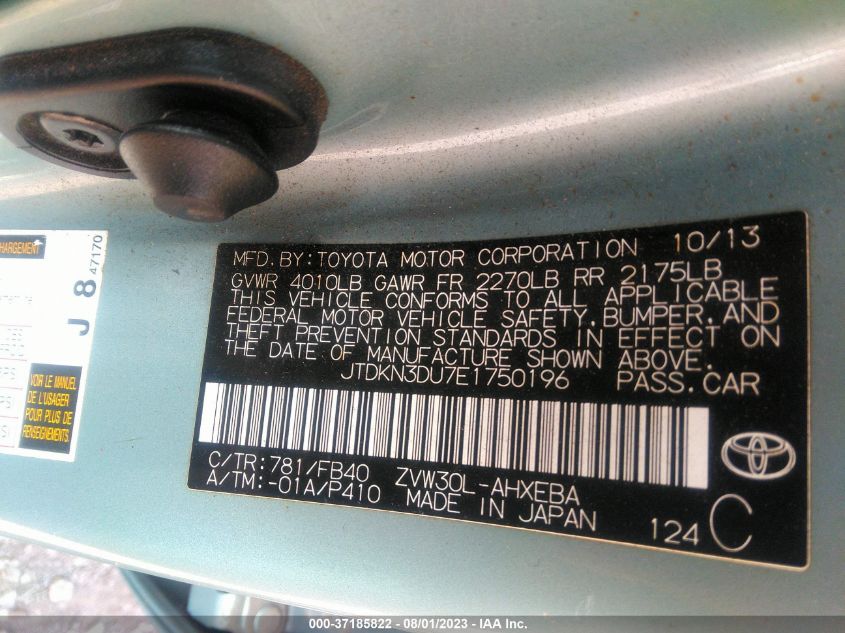 CHARGEMENT
J 8 47170
VOIR LE MANUEL
DE L'USAGER
POUR PLUS DE
RENSEIGNEMENTS.
MFD. BY: TOYOTA MOTOR CORPORATION 10/13
GVWR 4010LB GAWR FR 2270LB RR 2175LB
THIS VEHICLE CONFORMS TO ALL APPLICABLE
FEDERAL MOTOR VEHICLE SAFETY, BUMPER, AND
THEFT PREVENTION STANDARDS IN EFFECT ON
THE DATE OF MANUFACTURE SHOWN ABOVE.
JTDKN3DU7E1750196 PASS. CAR
C/TR: 781/FB40 ZVW30L-AHXEBA
A/TM: -01A/P410 MADE IN JAPAN
124 C
000-37185822 - 08/01/2023 - IAA Inc.